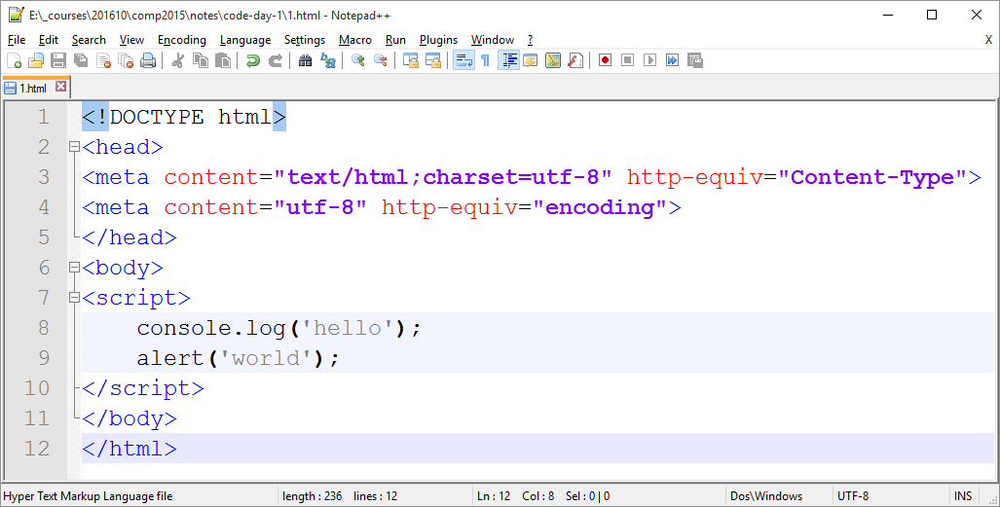 E:\_courses\201610\comp2015\notes\code-day-1\1.html - Notepad++
File Edit Search View Encoding Language Settings Macro Run Plugins Window ? X
1.html
1 <!DOCTYPE html>
2 <head>
3 <meta content="text/html;charset=utf-8" http-equiv="Content-Type">
4 <meta content="utf-8" http-equiv="encoding">
5 </head>
6 <body>
7 <script>
8 console.log('hello');
9 alert('world');
10 </script>
11 </body>
12 </html>
Hyper Text Markup Language file length : 236 lines : 12 Ln : 12 Col : 8 Sel : 0 | 0 Dos\Windows UTF-8 INS